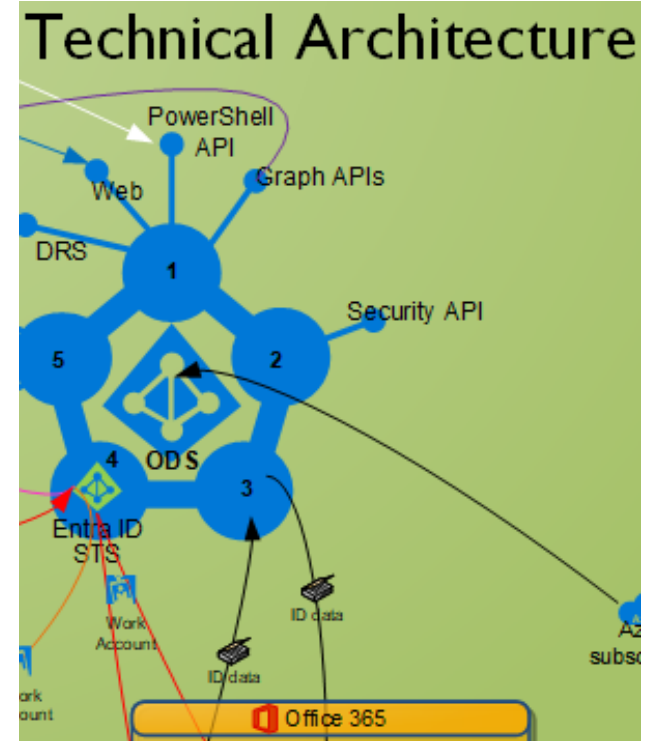 Technical Architecture
PowerShell
API
Graph APIs
Web
DRS
1
Security API
5
2
4
ODS
3
Entra ID
STS
ID data
Work
Account
ID data
Office 365